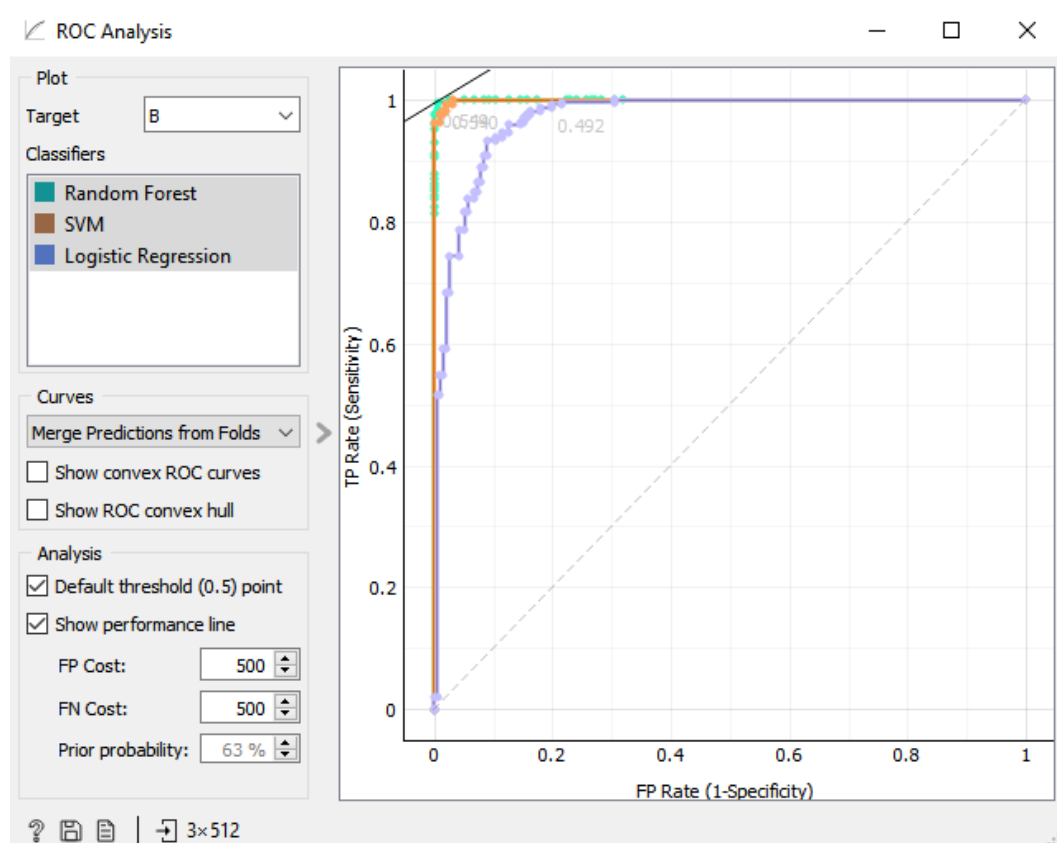 ROC Analysis
Plot
Target B
Classifiers
Random Forest
SVM
Logistic Regression
Curves
Merge Predictions from Folds
Show convex ROC curves
Show ROC convex hull
Analysis
Default threshold (0.5) point
Show performance line
FP Cost: 500
FN Cost: 500
Prior probability: 63 %
3×512
TP Rate (Sensitivity)
1
0.8
0.6
0.4
0.2
0
0.492
0
0.2
0.4
0.6
0.8
1
FP Rate (1-Specificity)